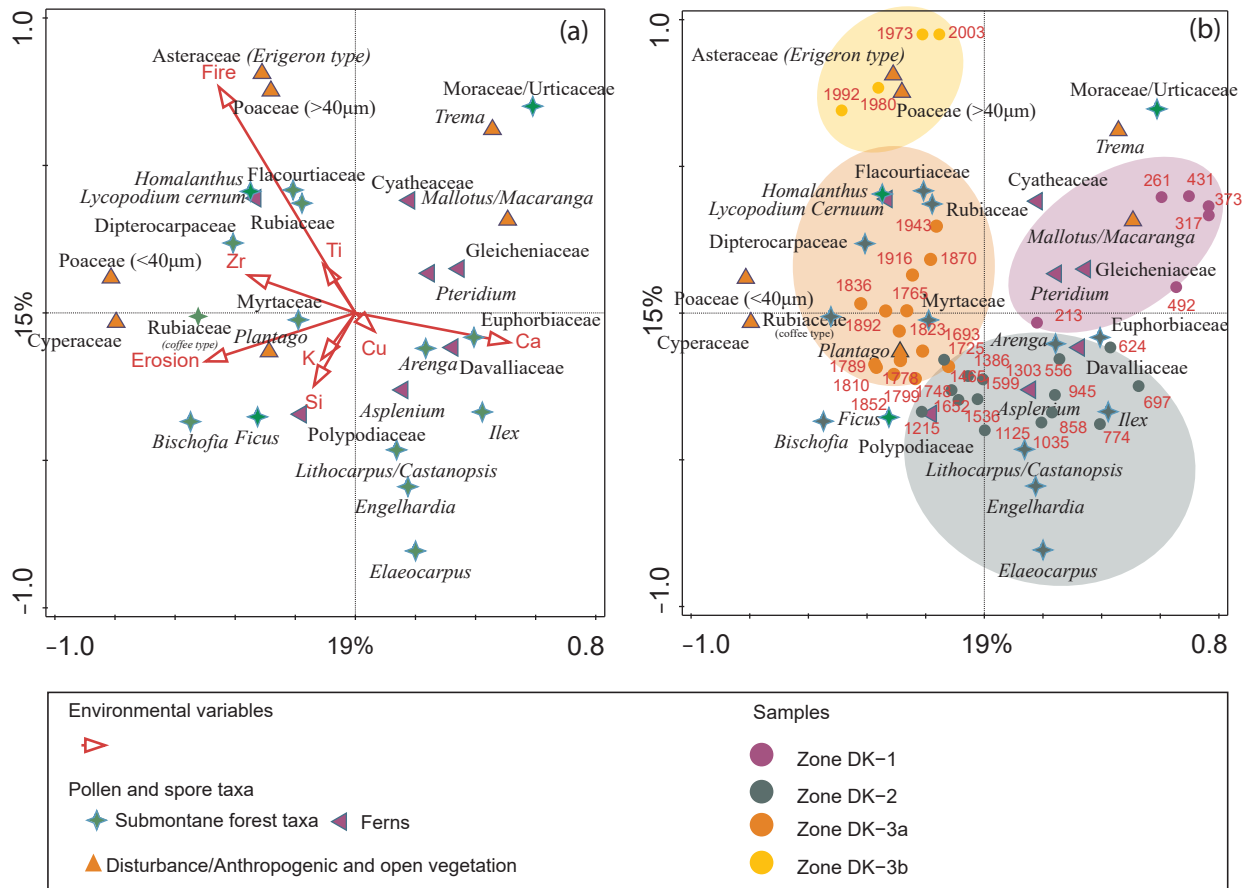 (a)
1.0
15%
−1.0
Asteraceae (Erigeron type)
Fire
Poaceae (>40μm)
Moraceae/Urticaceae
Trema
Homalanthus
Flacourtiaceae
Lycopodium cernum
Rubiaceae
Cyatheaceae
Mallotus/Macaranga
Dipterocarpaceae
Gleicheniaceae
Poaceae (<40μm)
Zr
Ti
Pteridium
Myrtaceae
Euphorbiaceae
Cyperaceae
Rubiaceae
(coffee type)
Plantago
Erosion
K
Cu
Ca
Arenga
Davalliaceae
Si
Asplenium
Bischofia
Ficus
Polypodiaceae
Ilex
Lithocarpus/Castanopsis
Engelhardia
Elaeocarpus
−1.0
19%
0.8
(b)
1.0
15%
−1.0
1973
2003
Asteraceae (Erigeron type)
1992
1980
Poaceae (>40μm)
Moraceae/Urticaceae
Trema
Flacourtiaceae
Homalanthus
Lycopodium Cernuum
Rubiaceae
Cyatheaceae
261
431
373
317
1943
Mallotus/Macaranga
Dipterocarpaceae
1916
1870
Gleicheniaceae
Pteridium
Poaceae (<40μm)
1836
1765
Myrtaceae
492
213
Cyperaceae
Rubiaceae
(coffee type)
1892
1823
1693
Euphorbiaceae
Arenga
624
Plantago
1725
1386
Davalliaceae
1789
1778
1465
1303
556
1810
1799
1748
1599
945
697
1852
1652
1536
Asplenium
Ilex
Ficus
1215
858
774
Bischofia
Polypodiaceae
1125
1035
Lithocarpus/Castanopsis
Engelhardia
Elaeocarpus
−1.0
19%
0.8
Environmental variables
Pollen and spore taxa
Submontane forest taxa
Ferns
Disturbance/Anthropogenic and open vegetation
Samples
Zone DK−1
Zone DK−2
Zone DK−3a
Zone DK−3b